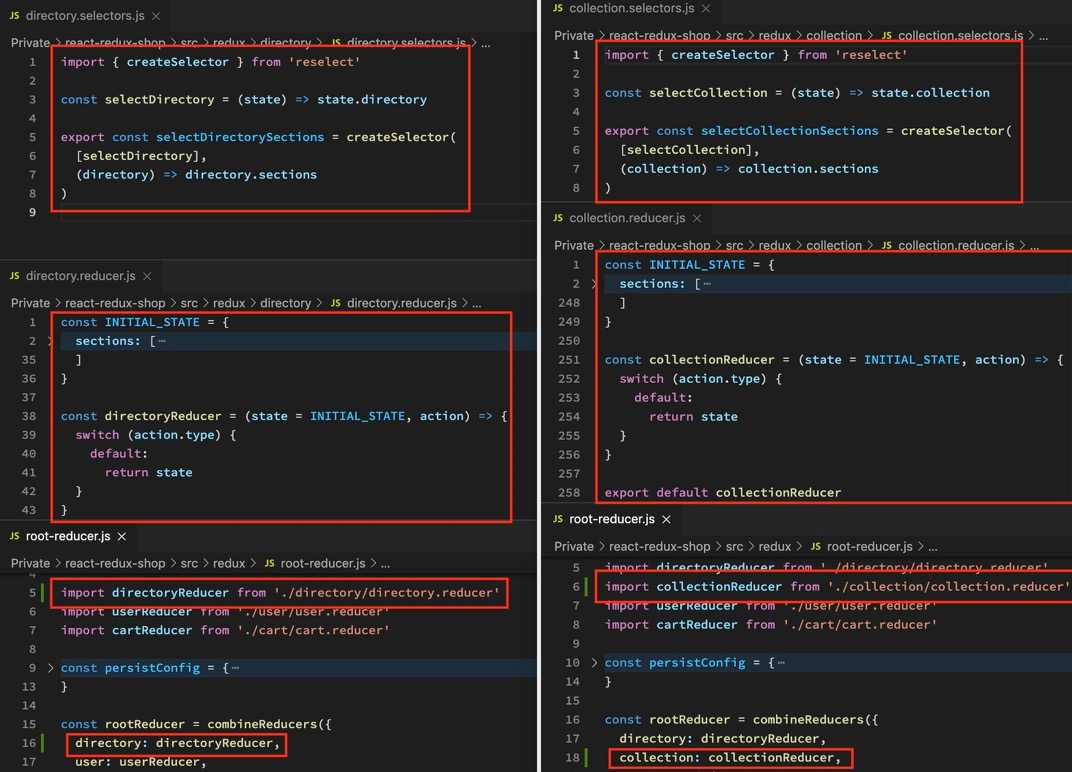 JS directory.selectors.js ×
Private > react-redux-shop > src > redux > directory > JS directory.selectors.js > ...
1 import { createSelector } from 'reselect'
2
3 const selectDirectory = (state) => state.directory
4
5 export const selectDirectorySections = createSelector(
6 [selectDirectory],
7 (directory) => directory.sections
8 )
9
JS directory.reducer.js ×
Private > react-redux-shop > src > redux > directory > JS directory.reducer.js > ...
1 const INITIAL_STATE = {
2 > sections: [⋯
35 ]
36 }
37
38 const directoryReducer = (state = INITIAL_STATE, action) => {
39 switch (action.type) {
40 default:
41 return state
42 }
43 }
JS root-reducer.js ×
Private > react-redux-shop > src > redux > JS root-reducer.js > ...
4
5 import directoryReducer from './directory/directory.reducer'
6 import userReducer from './user/user.reducer'
7 import cartReducer from './cart/cart.reducer'
8
9 > const persistConfig = {⋯
13 }
14
15 const rootReducer = combineReducers({
16 directory: directoryReducer,
17 user: userReducer,
JS collection.selectors.js ×
Private > react-redux-shop > src > redux > collection > JS collection.selectors.js > ...
1 import { createSelector } from 'reselect'
2
3 const selectCollection = (state) => state.collection
4
5 export const selectCollectionSections = createSelector(
6 [selectCollection],
7 (collection) => collection.sections
8 )
JS collection.reducer.js ×
Private > react-redux-shop > src > redux > collection > JS collection.reducer.js > ...
1 const INITIAL_STATE = {
2 > sections: [⋯
248 ]
249 }
250
251 const collectionReducer = (state = INITIAL_STATE, action) => {
252 switch (action.type) {
253 default:
254 return state
255 }
256 }
257
258 export default collectionReducer
JS root-reducer.js ×
Private > react-redux-shop > src > redux > JS root-reducer.js > ...
5 import directoryReducer from './directory/directory.reducer'
6 import collectionReducer from './collection/collection.reducer'
7 import userReducer from './user/user.reducer'
8 import cartReducer from './cart/cart.reducer'
9
10 > const persistConfig = {⋯
14 }
15
16 const rootReducer = combineReducers({
17 directory: directoryReducer,
18 collection: collectionReducer,